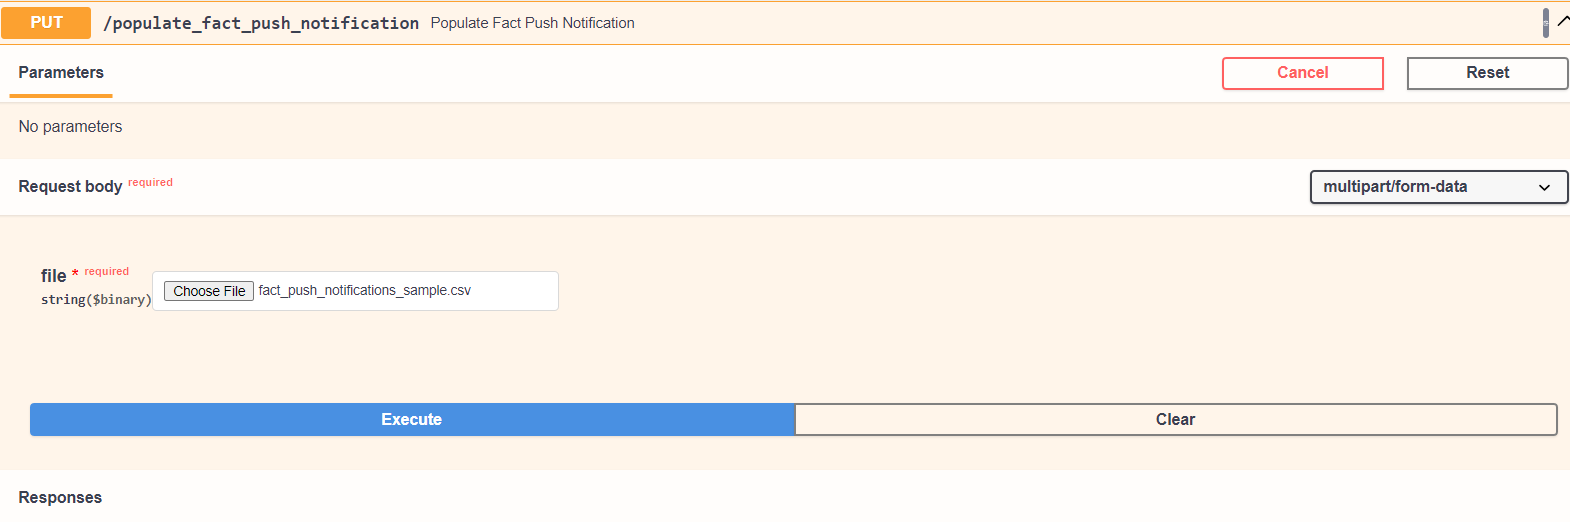 PUT /populate_fact_push_notification Populate Fact Push Notification
Parameters Cancel Reset
No parameters
Request body required multipart/form-data
file * required
string($binary) Choose File fact_push_notifications_sample.csv
Execute Clear
Responses